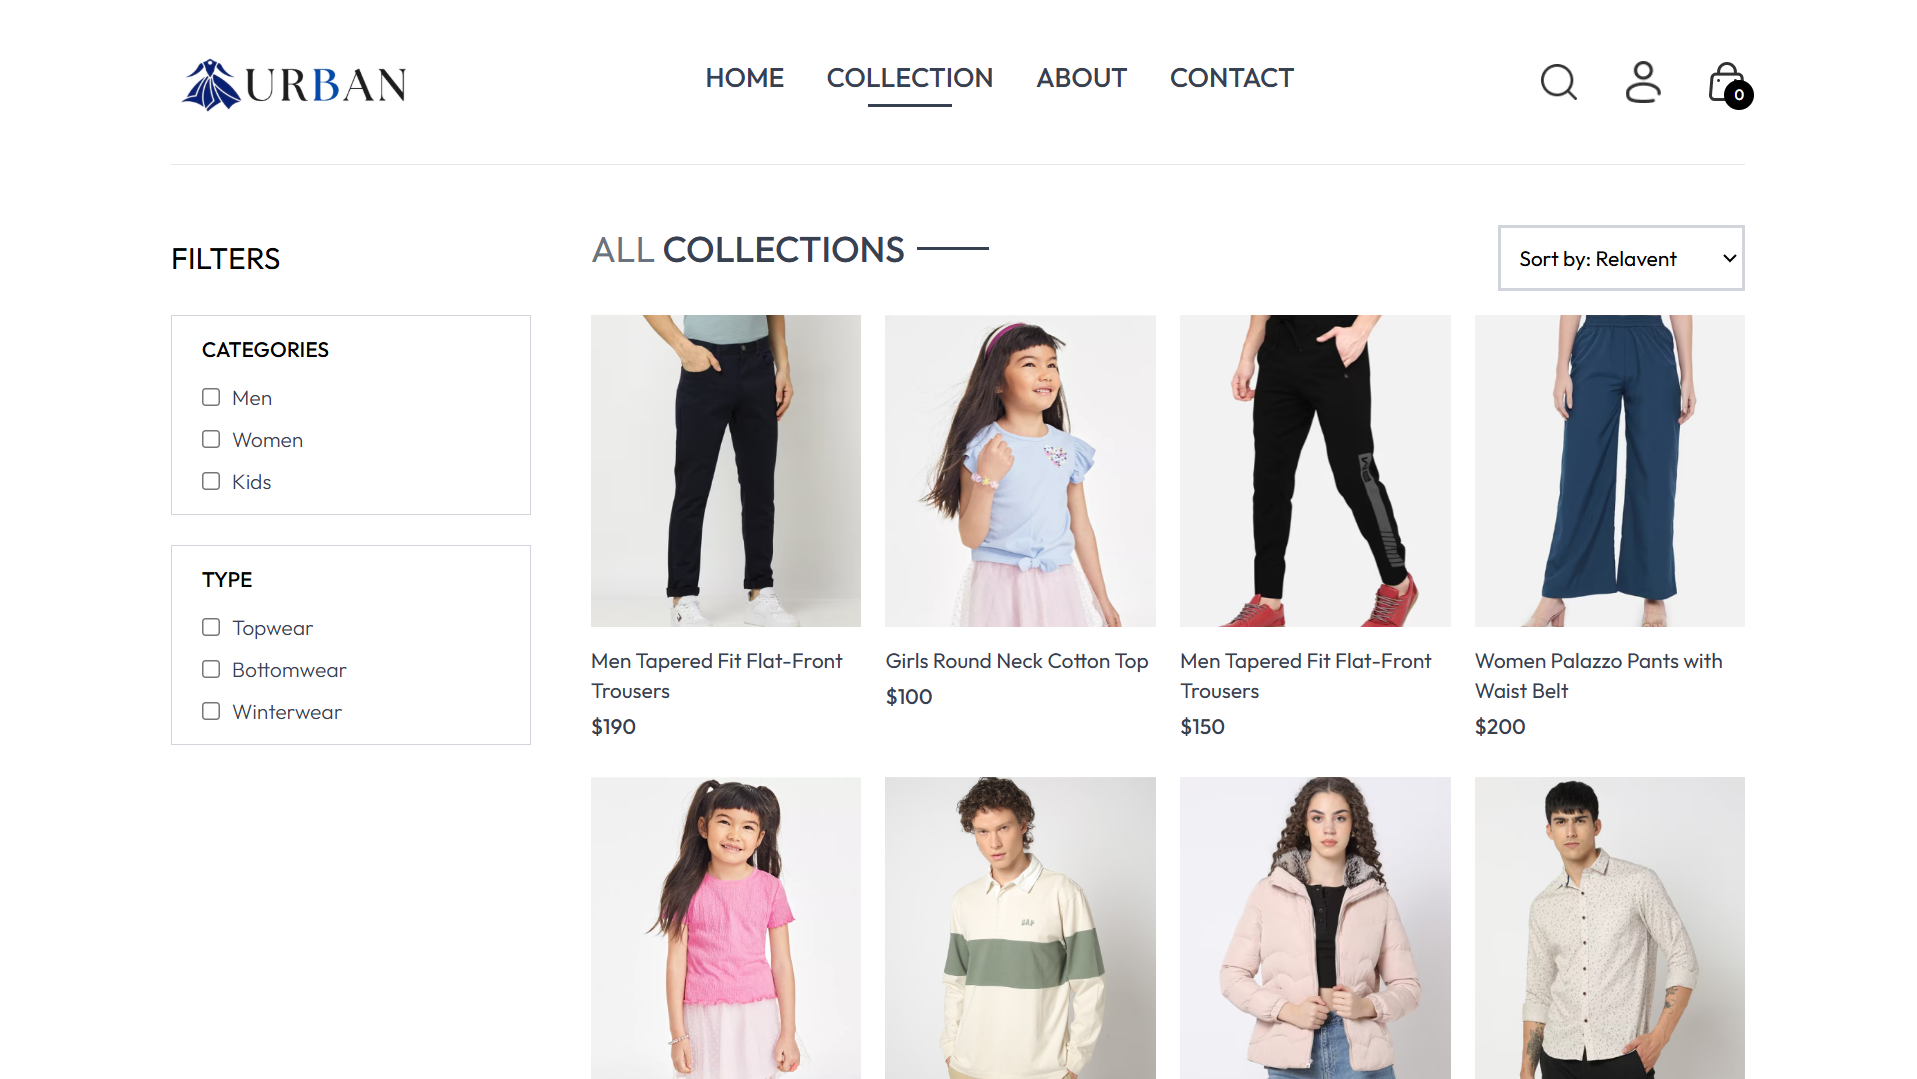 URBAN
HOME COLLECTION ABOUT CONTACT
0
FILTERS
CATEGORIES
Men
Women
Kids
TYPE
Topwear
Bottomwear
Winterwear
ALL COLLECTIONS
Sort by: Relavent
Men Tapered Fit Flat-Front
Trousers
$190
Girls Round Neck Cotton Top
$100
Men Tapered Fit Flat-Front
Trousers
$150
Women Palazzo Pants with
Waist Belt
$200
GAP